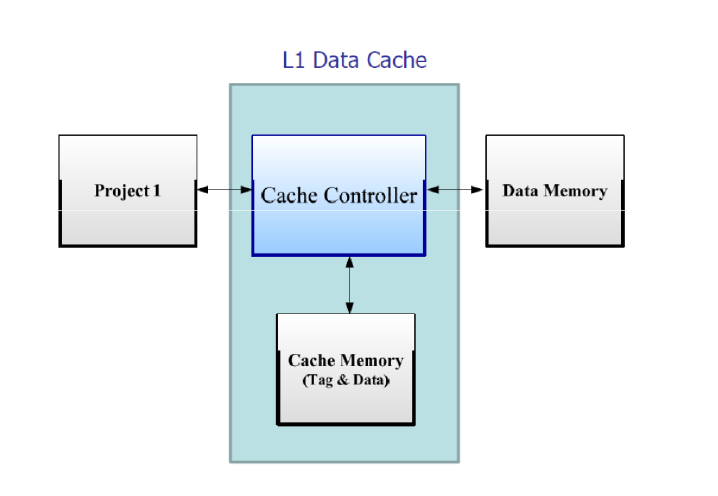 L1 Data Cache
Project 1
Cache Controller
Data Memory
Cache Memory
(Tag & Data)